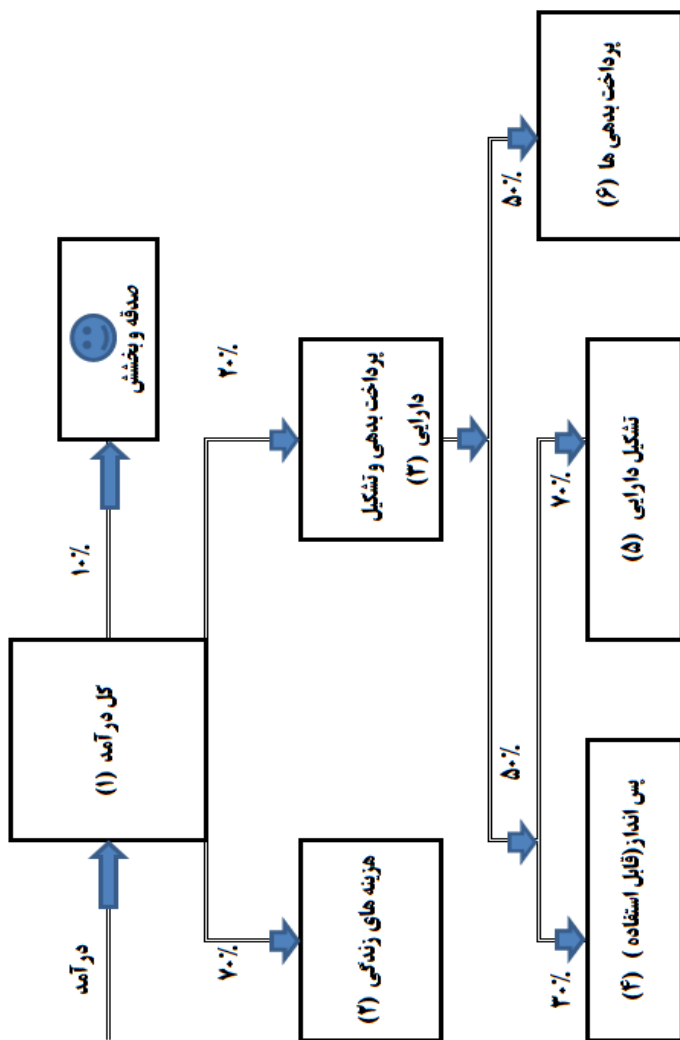 درآمد
کل درآمد (۱)
۱۰٪
صدقه و بخشش
۷۰٪
۲۰٪
هزینه های زندگی (۲)
پرداخت بدهی و تشکیل
دارایی (۳)
۵۰٪
۵۰٪
۳۰٪
۷۰٪
پس انداز(قابل استفاده ) (۴)
تشکیل دارایی (۵)
پرداخت بدهی ها (۶)